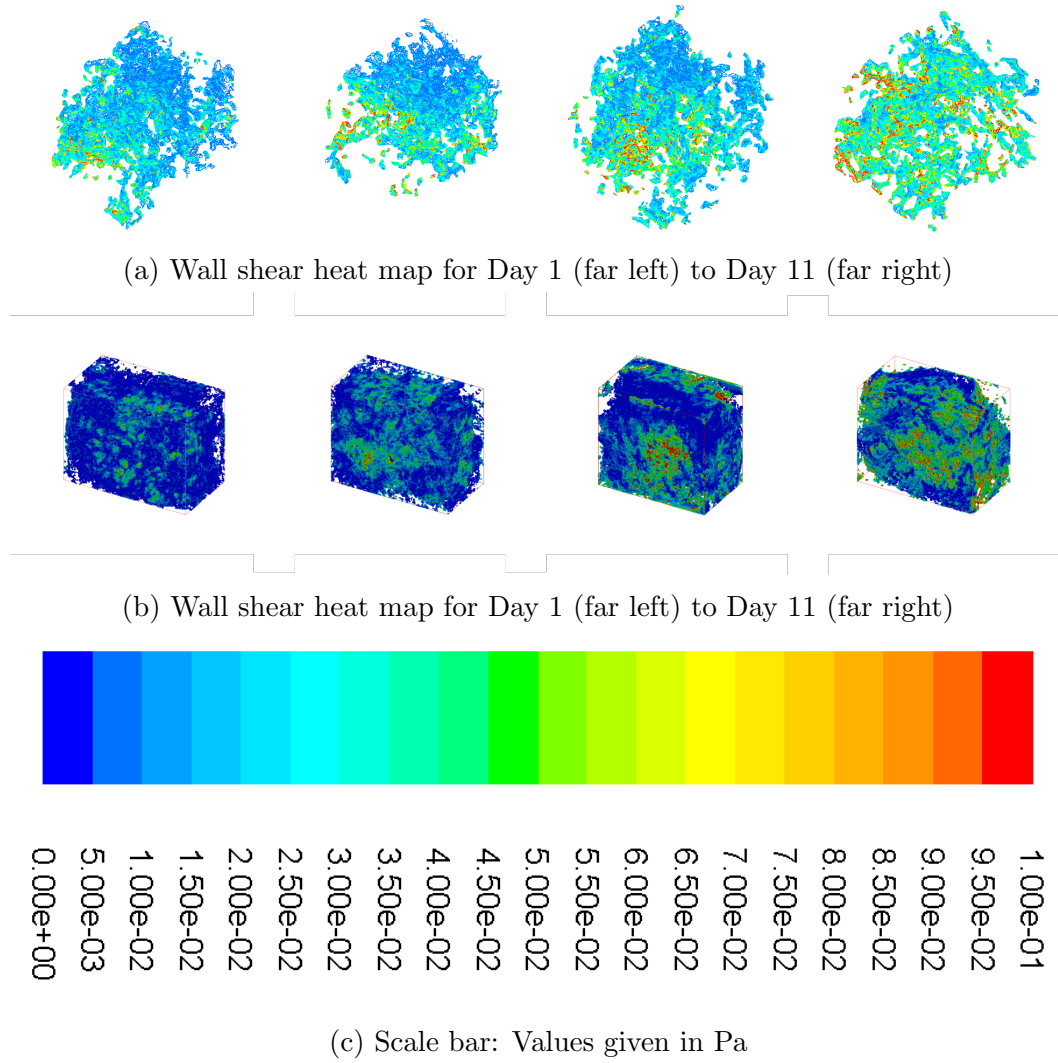 (a) Wall shear heat map for Day 1 (far left) to Day 11 (far right)
(b) Wall shear heat map for Day 1 (far left) to Day 11 (far right)
0.00e+00
5.00e-03
1.00e-02
1.50e-02
2.00e-02
2.50e-02
3.00e-02
3.50e-02
4.00e-02
4.50e-02
5.00e-02
5.50e-02
6.00e-02
6.50e-02
7.00e-02
7.50e-02
8.00e-02
8.50e-02
9.00e-02
9.50e-02
1.00e-01
(c) Scale bar: Values given in Pa